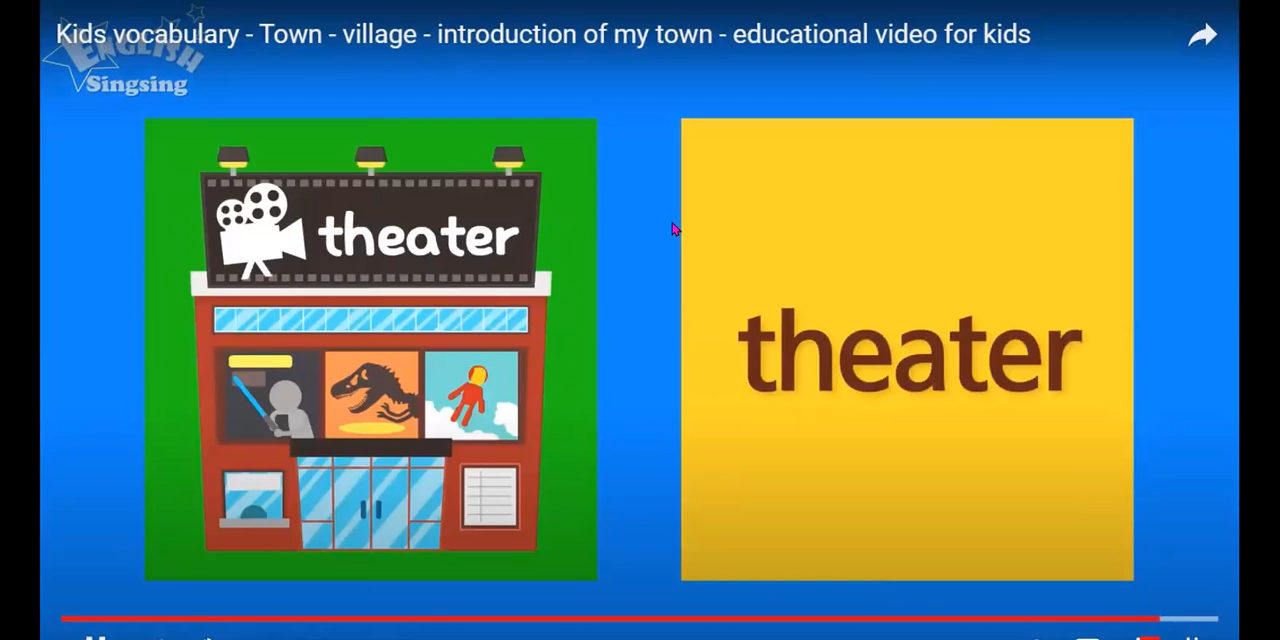 Kids vocabulary - Town - village - introduction of my town - educational video for kids
ENGLISH
Singsing
theater
theater